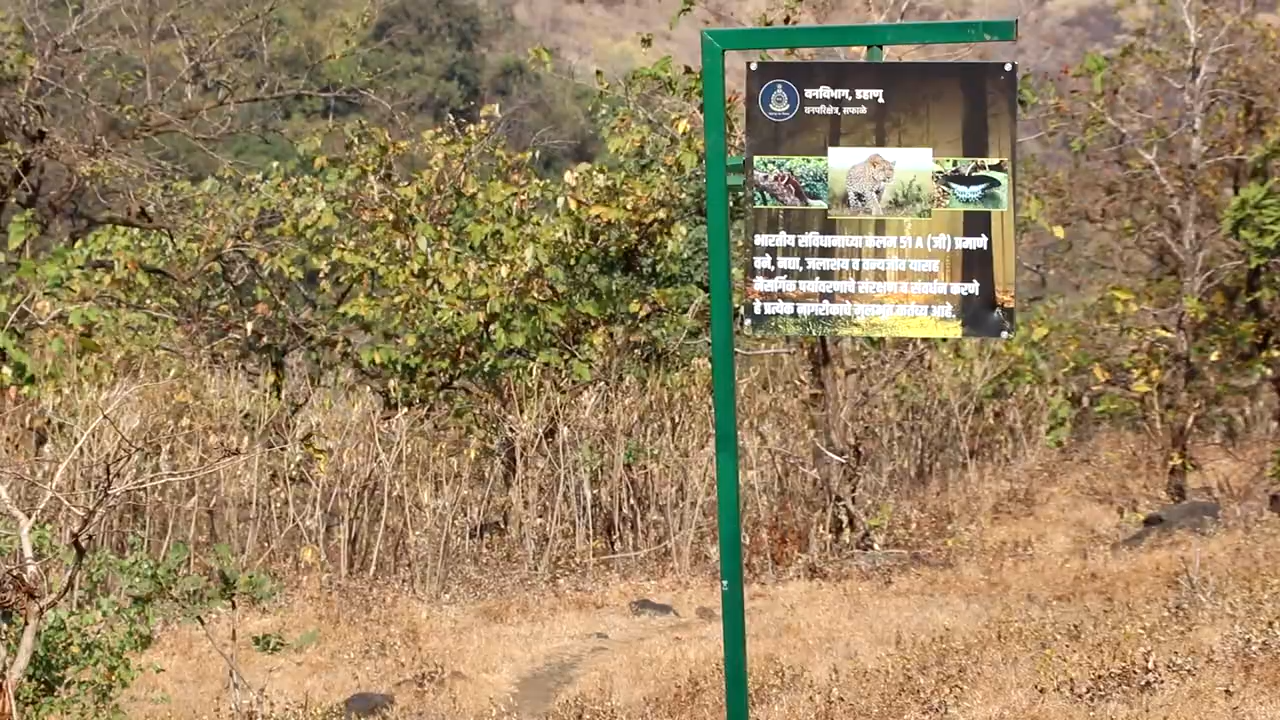 वनविभाग, डहाणू
वनपरिक्षेत्र, सफाळे
भारतीय संविधानाच्या कलम 51 A (जी) प्रमाणे
वने, नद्या, जलाशय व वन्यजीव यासह
नैसर्गिक पर्यावरणाचे संरक्षण व संवर्धन करणे
हे प्रत्येक नागरीकाचे मुलभूत कर्तव्य आहे.